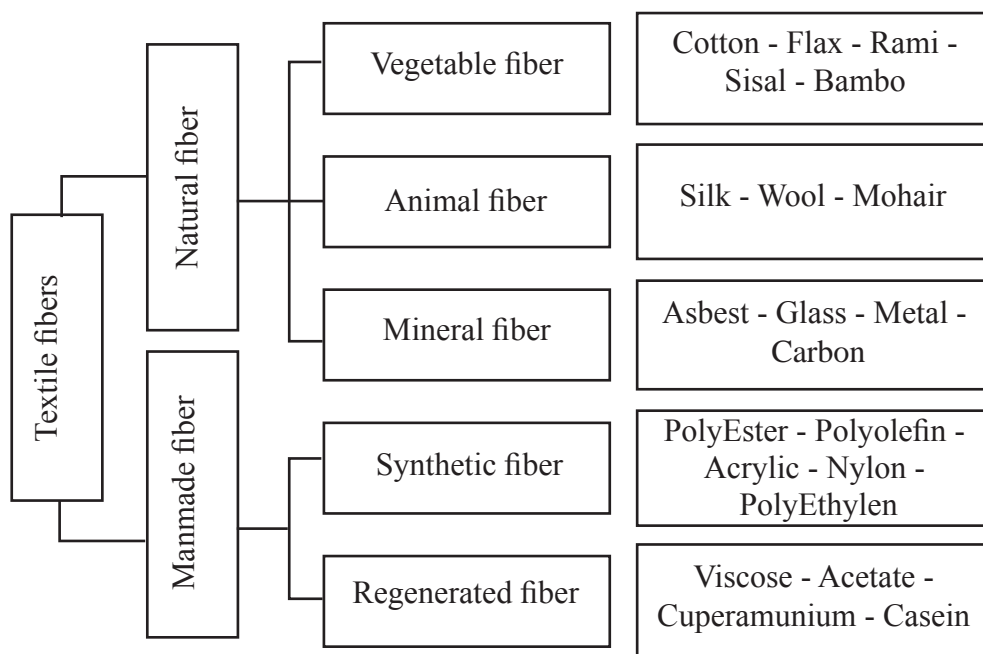 Textile fibers
Natural fiber
Vegetable fiber
Cotton - Flax - Rami -
Sisal - Bambo
Animal fiber
Silk - Wool - Mohair
Mineral fiber
Asbest - Glass - Metal -
Carbon
Manmade fiber
Synthetic fiber
PolyEster - Polyolefin -
Acrylic - Nylon -
PolyEthylen
Regenerated fiber
Viscose - Acetate -
Cuperamunium - Casein